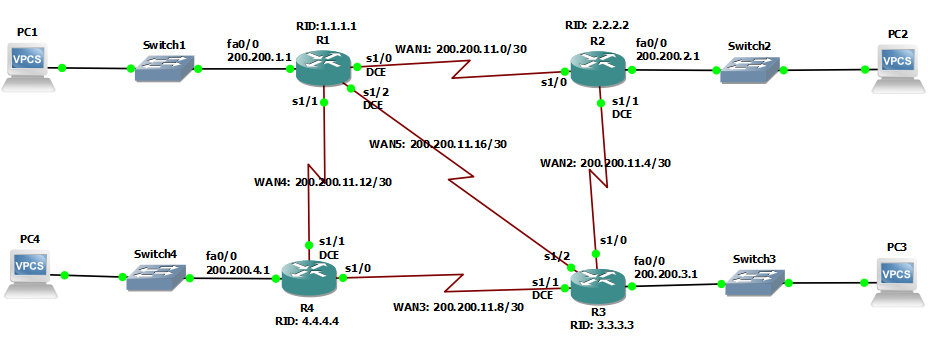 PC1
VPCS
Switch1
fa0/0
200.200.1.1
RID:1.1.1.1
R1
s1/0
DCE
s1/2
DCE
s1/1
WAN1: 200.200.11.0/30
RID: 2.2.2.2
R2
s1/0
fa0/0
200.200.2.1
s1/1
DCE
Switch2
PC2
VPCS
WAN5: 200.200.11.16/30
WAN2: 200.200.11.4/30
WAN4: 200.200.11.12/30
PC4
VPCS
Switch4
fa0/0
200.200.4.1
s1/1
DCE
s1/0
R4
RID: 4.4.4.4
WAN3: 200.200.11.8/30
s1/2
s1/0
s1/1
DCE
fa0/0
200.200.3.1
R3
RID: 3.3.3.3
Switch3
PC3
VPCS